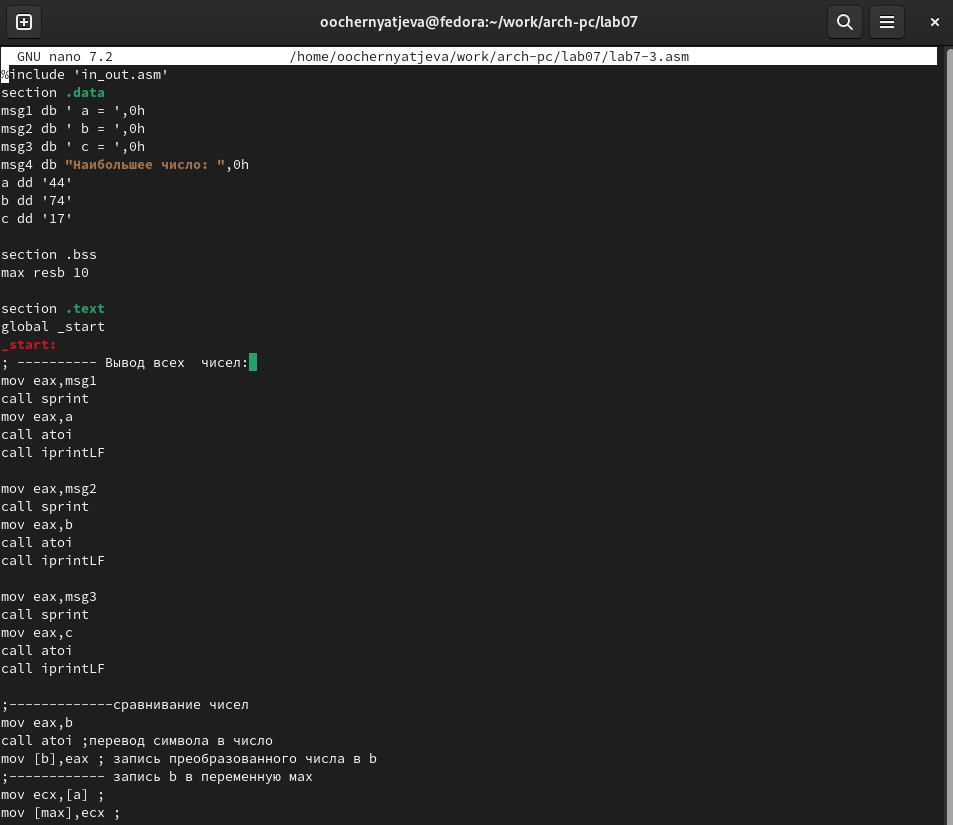 oochernyatjeva@fedora:~/work/arch-pc/lab07
GNU nano 7.2 /home/oochernyatjeva/work/arch-pc/lab07/lab7-3.asm
%include 'in_out.asm'
section .data
msg1 db ' a = ',0h
msg2 db ' b = ',0h
msg3 db ' c = ',0h
msg4 db "Наибольшее число: ",0h
a dd '44'
b dd '74'
c dd '17'
section .bss
max resb 10
section .text
global _start
_start:
; ---------- Вывод всех  чисел:
mov eax,msg1
call sprint
mov eax,a
call atoi
call iprintLF
mov eax,msg2
call sprint
mov eax,b
call atoi
call iprintLF
mov eax,msg3
call sprint
mov eax,c
call atoi
call iprintLF
;-------------сравнивание чисел
mov eax,b
call atoi ;перевод символа в число
mov [b],eax ; запись преобразованного числа в b
;------------ запись b в переменную мах
mov ecx,[a] ;
mov [max],ecx ;